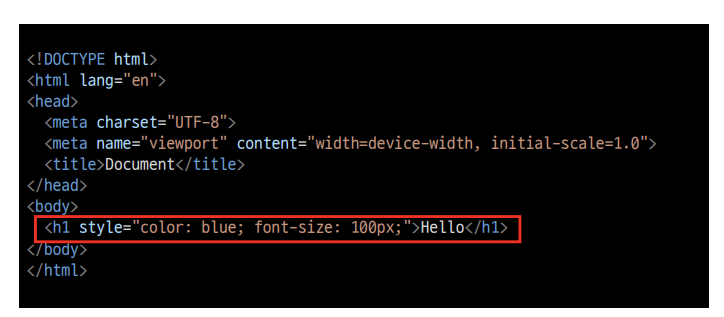 <!DOCTYPE html>
<html lang="en">
<head>
<meta charset="UTF-8">
<meta name="viewport" content="width=device-width, initial-scale=1.0">
<title>Document</title>
</head>
<body>
<h1 style="color: blue; font-size: 100px;">Hello</h1>
</body>
</html>